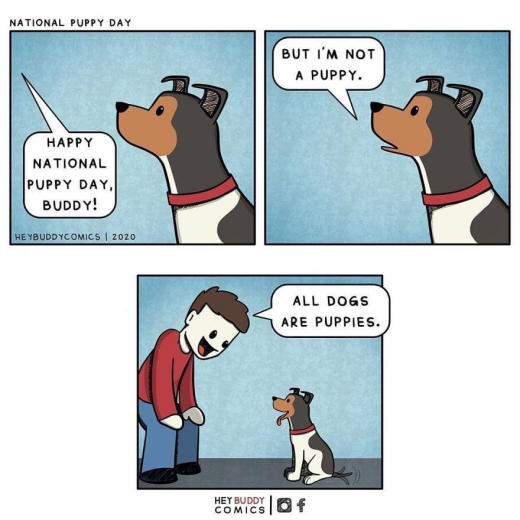 NATIONAL PUPPY DAY
HAPPY
NATIONAL
PUPPY DAY,
BUDDY!
HEYBUDDYCOMICS | 2020
BUT I'M NOT
A PUPPY.
ALL DOGS
ARE PUPPIES.
HEY BUDDY
COMICS